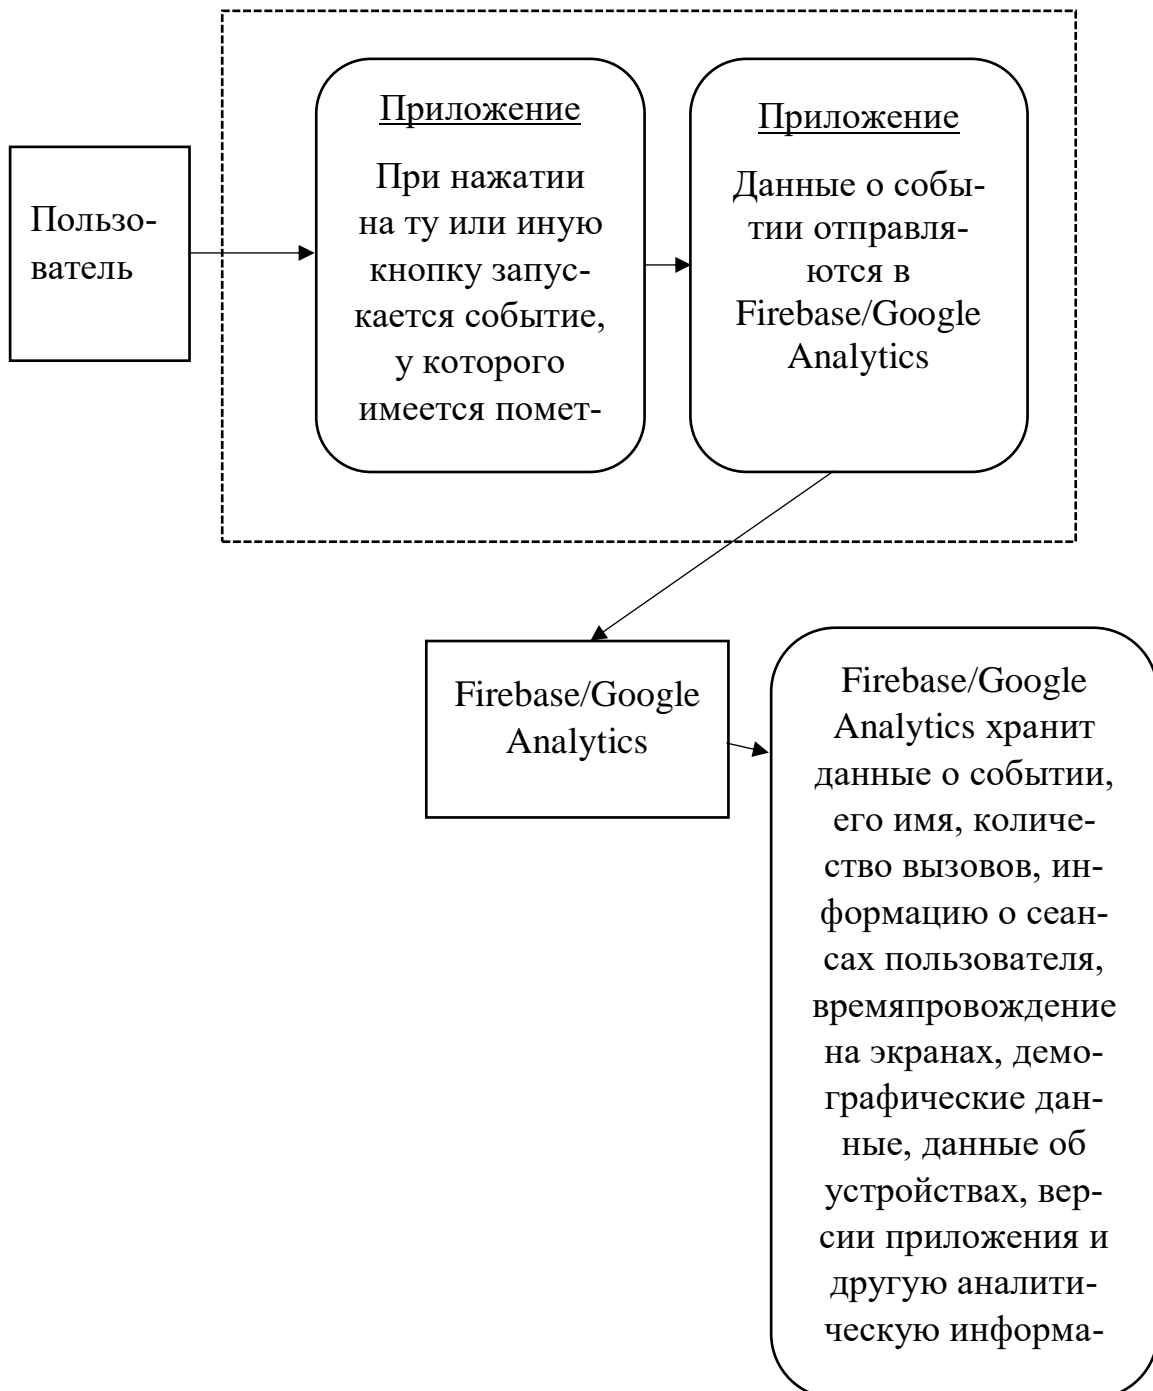 Пользо-
ватель
Приложение
При нажатии
на ту или иную
кнопку запус-
кается событие,
у которого
имеется помет-
Приложение
Данные о собы-
тии отправля-
ются в
Firebase/Google
Analytics
Firebase/Google
Analytics
Firebase/Google
Analytics хранит
данные о событии,
его имя, количе-
ство вызовов, ин-
формацию о сеан-
сах пользователя,
времяпровождение
на экранах, демо-
графические дан-
ные, данные об
устройствах, вер-
сии приложения и
другую аналити-
ческую информа-